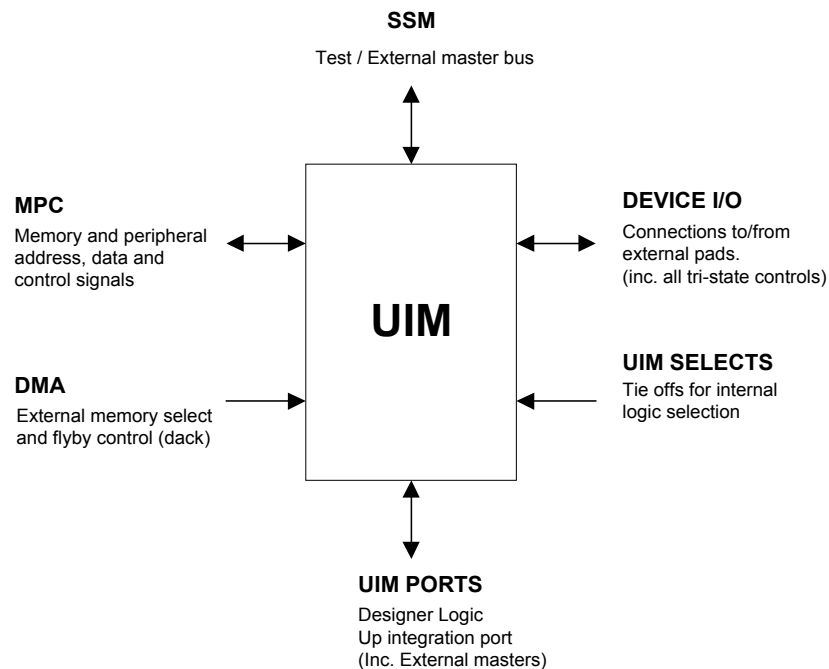 SSM
Test / External master bus
MPC
Memory and peripheral
address, data and
control signals
DEVICE I/O
Connections to/from
external pads.
(inc. all tri-state controls)
UIM
DMA
External memory select
and flyby control (dack)
UIM SELECTS
Tie offs for internal
logic selection
UIM PORTS
Designer Logic
Up integration port
(Inc. External masters)